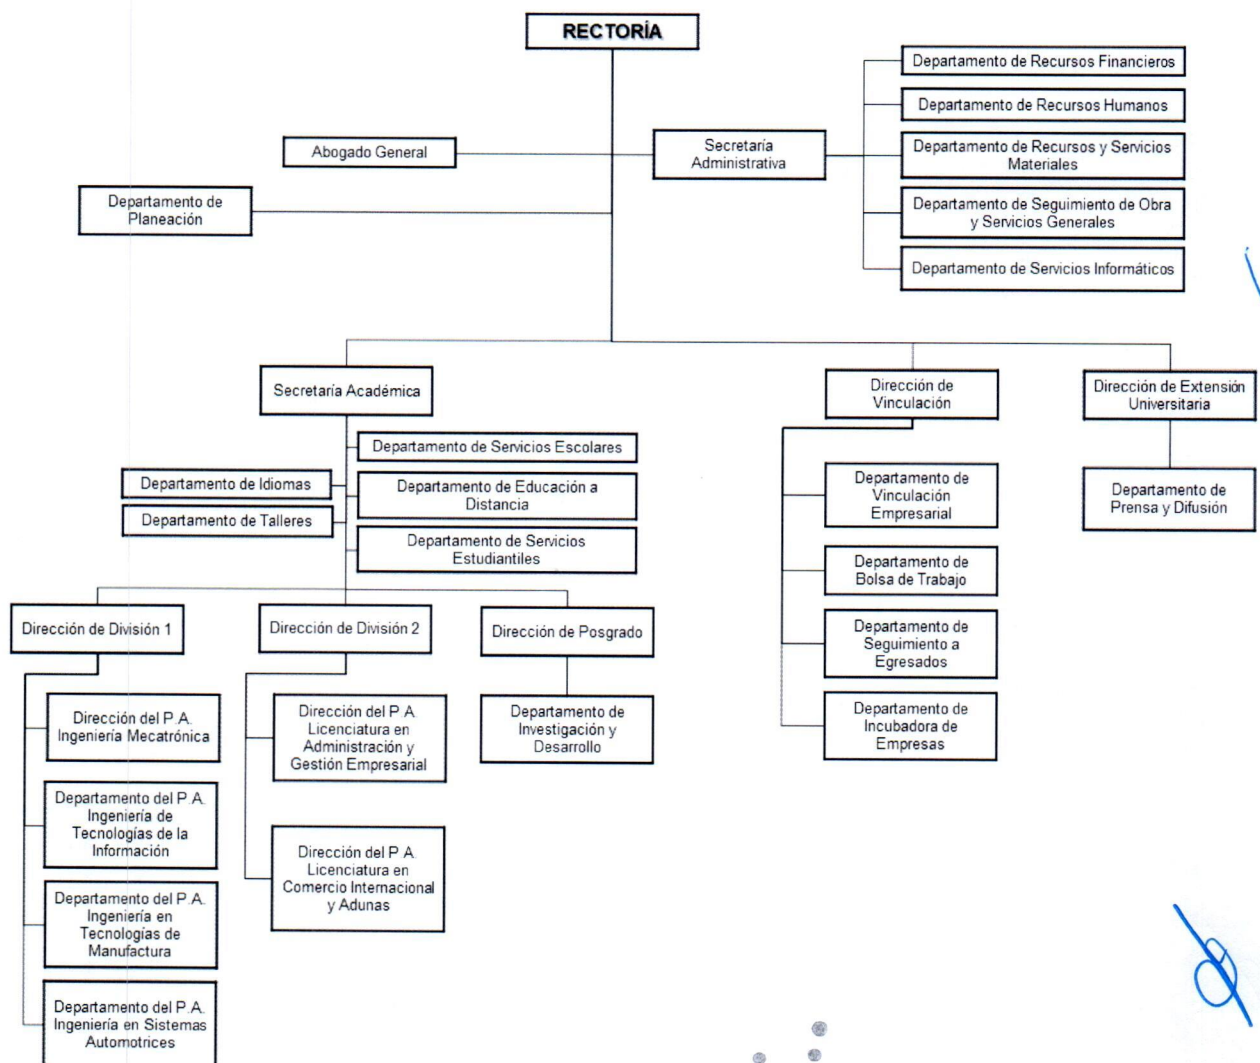 RECTORÍA
Departamento de Recursos Financieros
Departamento de Recursos Humanos
Abogado General
Secretaría
Administrativa
Departamento de Recursos y Servicios
Materiales
Departamento de
Planeación
Departamento de Seguimiento de Obra
y Servicios Generales
Departamento de Servicios Informáticos
Secretaría Académica
Dirección de
Vinculación
Dirección de Extensión
Universitaria
Departamento de Servicios Escolares
Departamento de Idiomas
Departamento de Educación a
Distancia
Departamento de Talleres
Departamento de Servicios
Estudiantiles
Departamento de
Vinculación
Empresarial
Departamento de
Prensa y Difusión
Departamento de
Bolsa de Trabajo
Departamento de
Seguimiento a
Egresados
Departamento de
Incubadora de
Empresas
Dirección de División 1
Dirección de División 2
Dirección de Posgrado
Dirección del P.A.
Ingeniería Mecatrónica
Dirección del P.A.
Licenciatura en
Administración y
Gestión Empresarial
Departamento de
Investigación y
Desarrollo
Departamento del P.A.
Ingeniería de
Tecnologías de la
Información
Dirección del P.A.
Licenciatura en
Comercio Internacional
y Adunas
Departamento del P.A.
Ingeniería en
Tecnologías de
Manufactura
Departamento del P.A.
Ingeniería en Sistemas
Automotrices